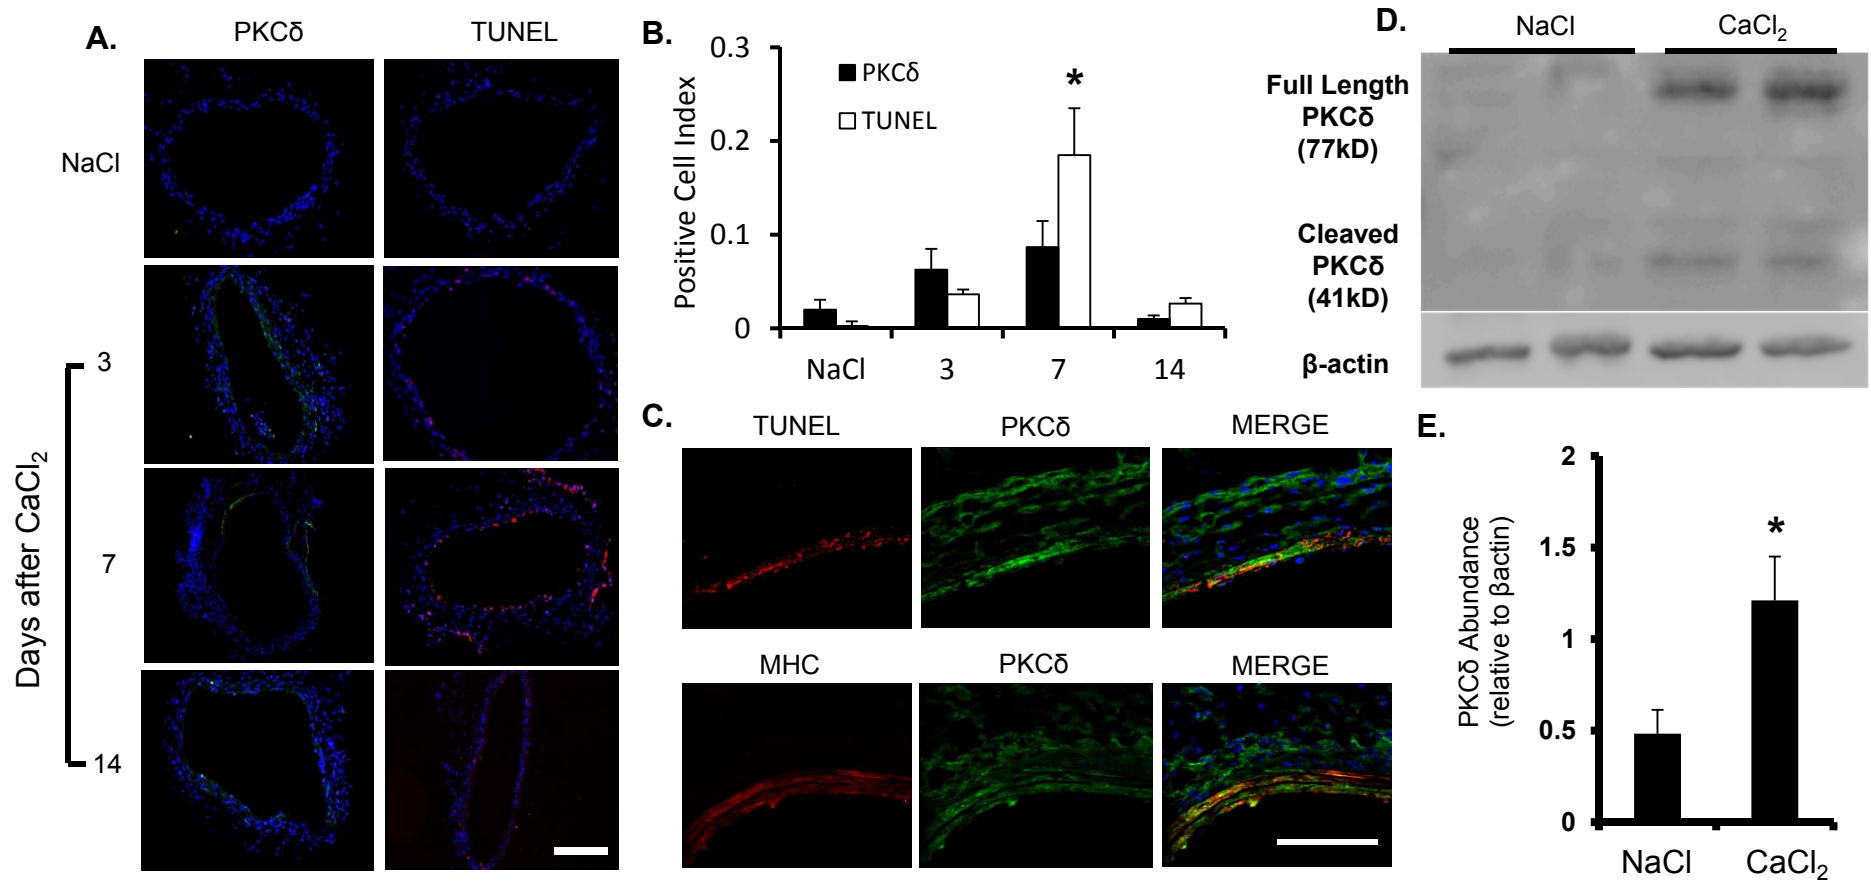 A.
PKCδ
TUNEL
NaCl
3
7
14
Days after CaCl2
B.
Positive Cell Index
0.3
0.2
0.1
0
PKCδ
TUNEL
*
NaCl
3
7
14
C.
TUNEL
PKCδ
MERGE
MHC
PKCδ
MERGE
D.
NaCl
CaCl2
Full Length
PKCδ
(77kD)
Cleaved
PKCδ
(41kD)
β-actin
E.
PKCδ Abundance
(relative to βactin)
2
1.5
1
0.5
0
*
NaCl
CaCl2